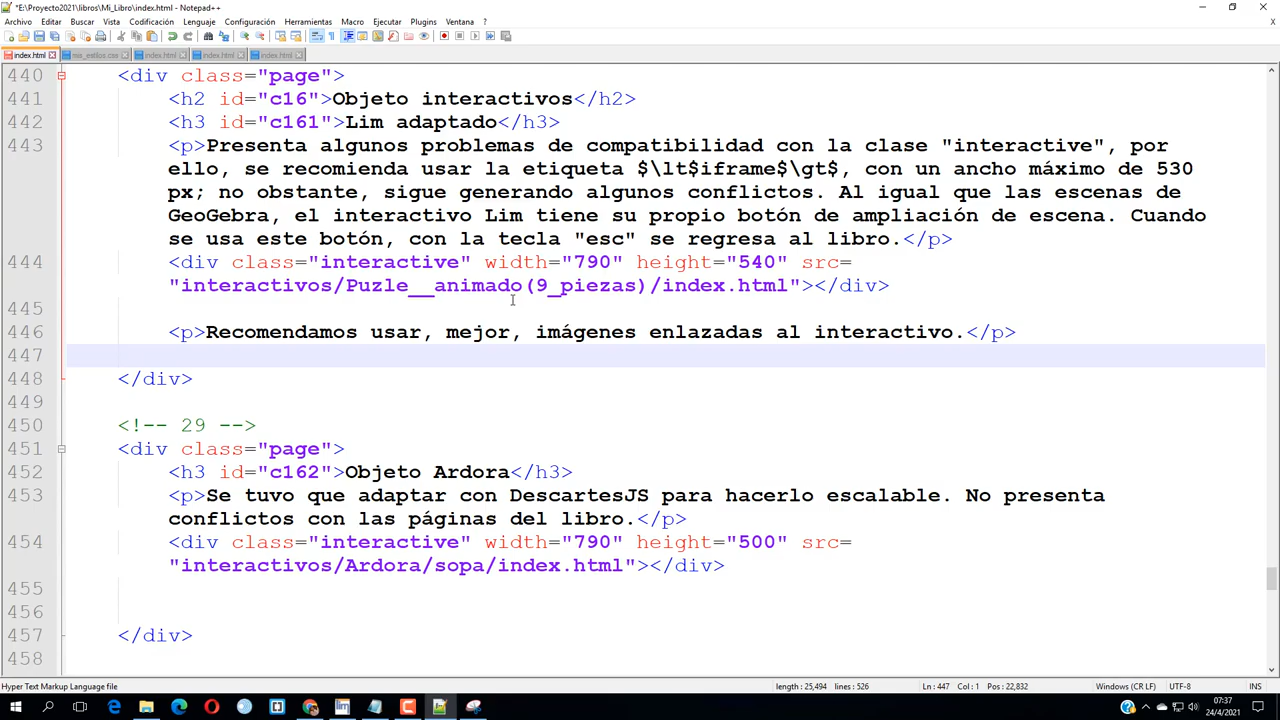 *E:\Proyecto2021\libros\Mi_Libro\index.html - Notepad++
Archivo Editar Buscar Vista Codificación Lenguaje Configuración Herramientas Macro Ejecutar Plugins Ventana ?
index.html mis_estilos.css index.html index.html index.html
440 <div class="page">
441 <h2 id="c16">Objeto interactivos</h2>
442 <h3 id="c161">Lim adaptado</h3>
443 <p>Presenta algunos problemas de compatibilidad con la clase "interactive", por
ello, se recomienda usar la etiqueta $\lt$iframe$\gt$, con un ancho máximo de 530
px; no obstante, sigue generando algunos conflictos. Al igual que las escenas de
GeoGebra, el interactivo Lim tiene su propio botón de ampliación de escena. Cuando
se usa este botón, con la tecla "esc" se regresa al libro.</p>
444 <div class="interactive" width="790" height="540" src=
"interactivos/Puzle__animado(9_piezas)/index.html"></div>
445
446 <p>Recomendamos usar, mejor, imágenes enlazadas al interactivo.</p>
447
448 </div>
449
450 <!-- 29 -->
451 <div class="page">
452 <h3 id="c162">Objeto Ardora</h3>
453 <p>Se tuvo que adaptar con DescartesJS para hacerlo escalable. No presenta
conflictos con las páginas del libro.</p>
454 <div class="interactive" width="790" height="500" src=
"interactivos/Ardora/sopa/index.html"></div>
455
456
457 </div>
458
Hyper Text Markup Language file length : 25,494 lines : 526 Ln : 447 Col : 1 Pos : 22,832 Windows (CR LF) UTF-8 INS
07:37
24/4/2021